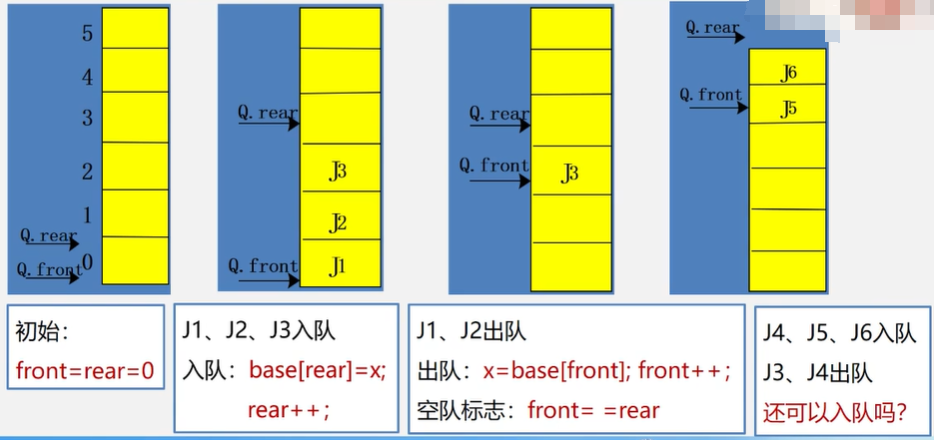 5
4
3
2
1
Q.rear
Q.front 0
Q.rear
J3
J2
Q.front
J1
Q.rear
Q.front
J3
Q.rear
J6
Q.front
J5
初始：
front=rear=0
J1、J2、J3入队
入队：base[rear]=x;
rear++;
J1、J2出队
出队：x=base[front]; front++;
空队标志：front= =rear
J4、J5、J6入队
J3、J4出队
还可以入队吗?